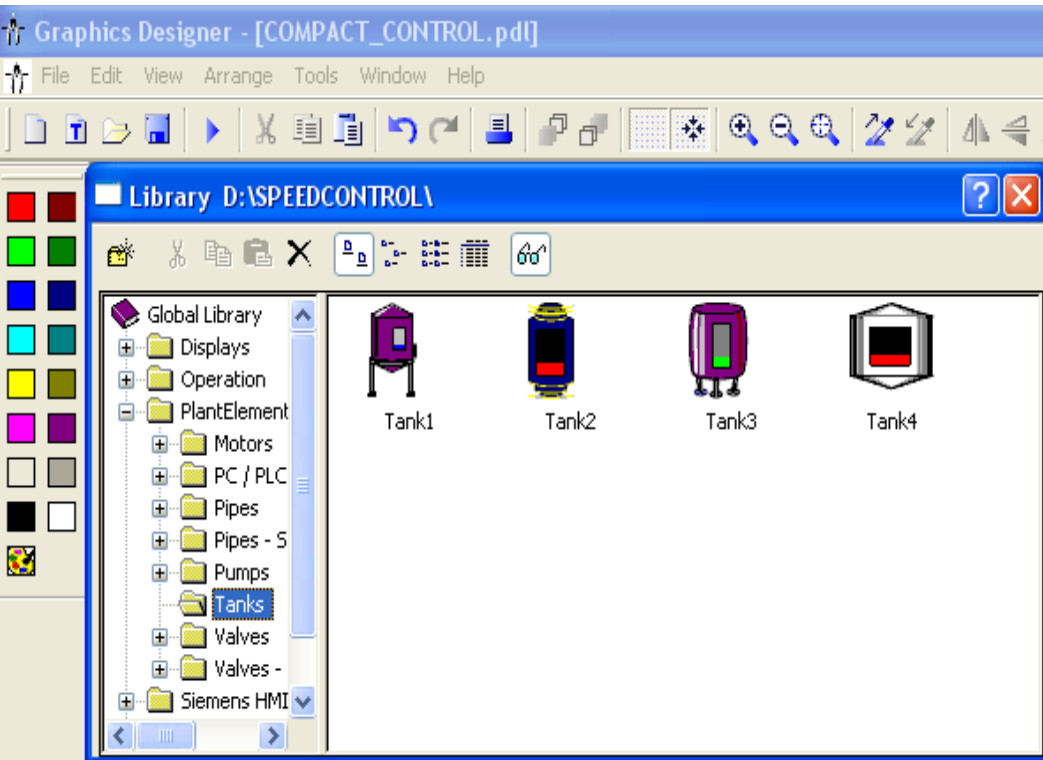 Graphics Designer - [COMPACT_CONTROL.pdl]
File Edit View Arrange Tools Window Help
T
Library D:\SPEEDCONTROL\
?
Global Library
Displays
Operation
PlantElement
Motors
PC / PLC
Pipes
Pipes - S
Pumps
Tanks
Valves
Valves -
Siemens HMI
Tank1 Tank2 Tank3 Tank4